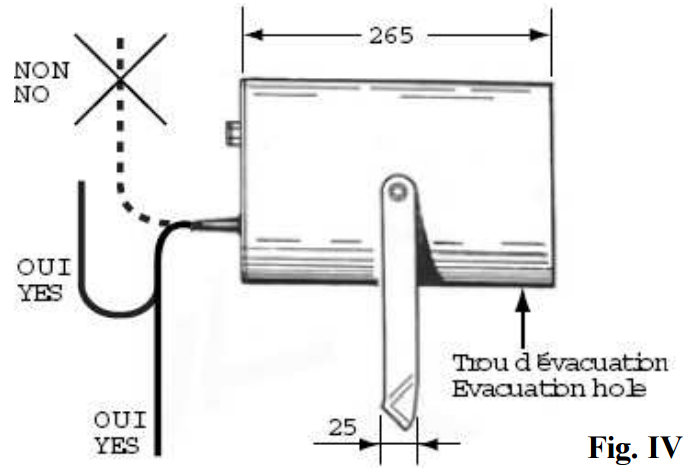 265
NON
NO
OUI
YES
Trou d'évacuation
Evacuation hole
OUI
YES
25
Fig. IV